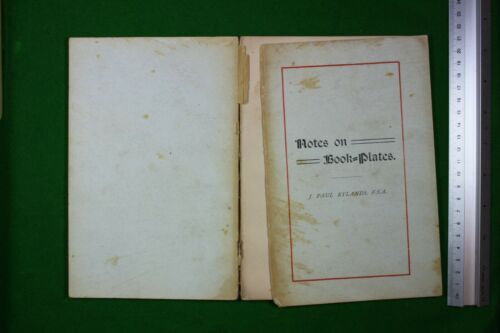 Notes on
Book=Plates.
J. PAUL RYLANDS, F.S.A.